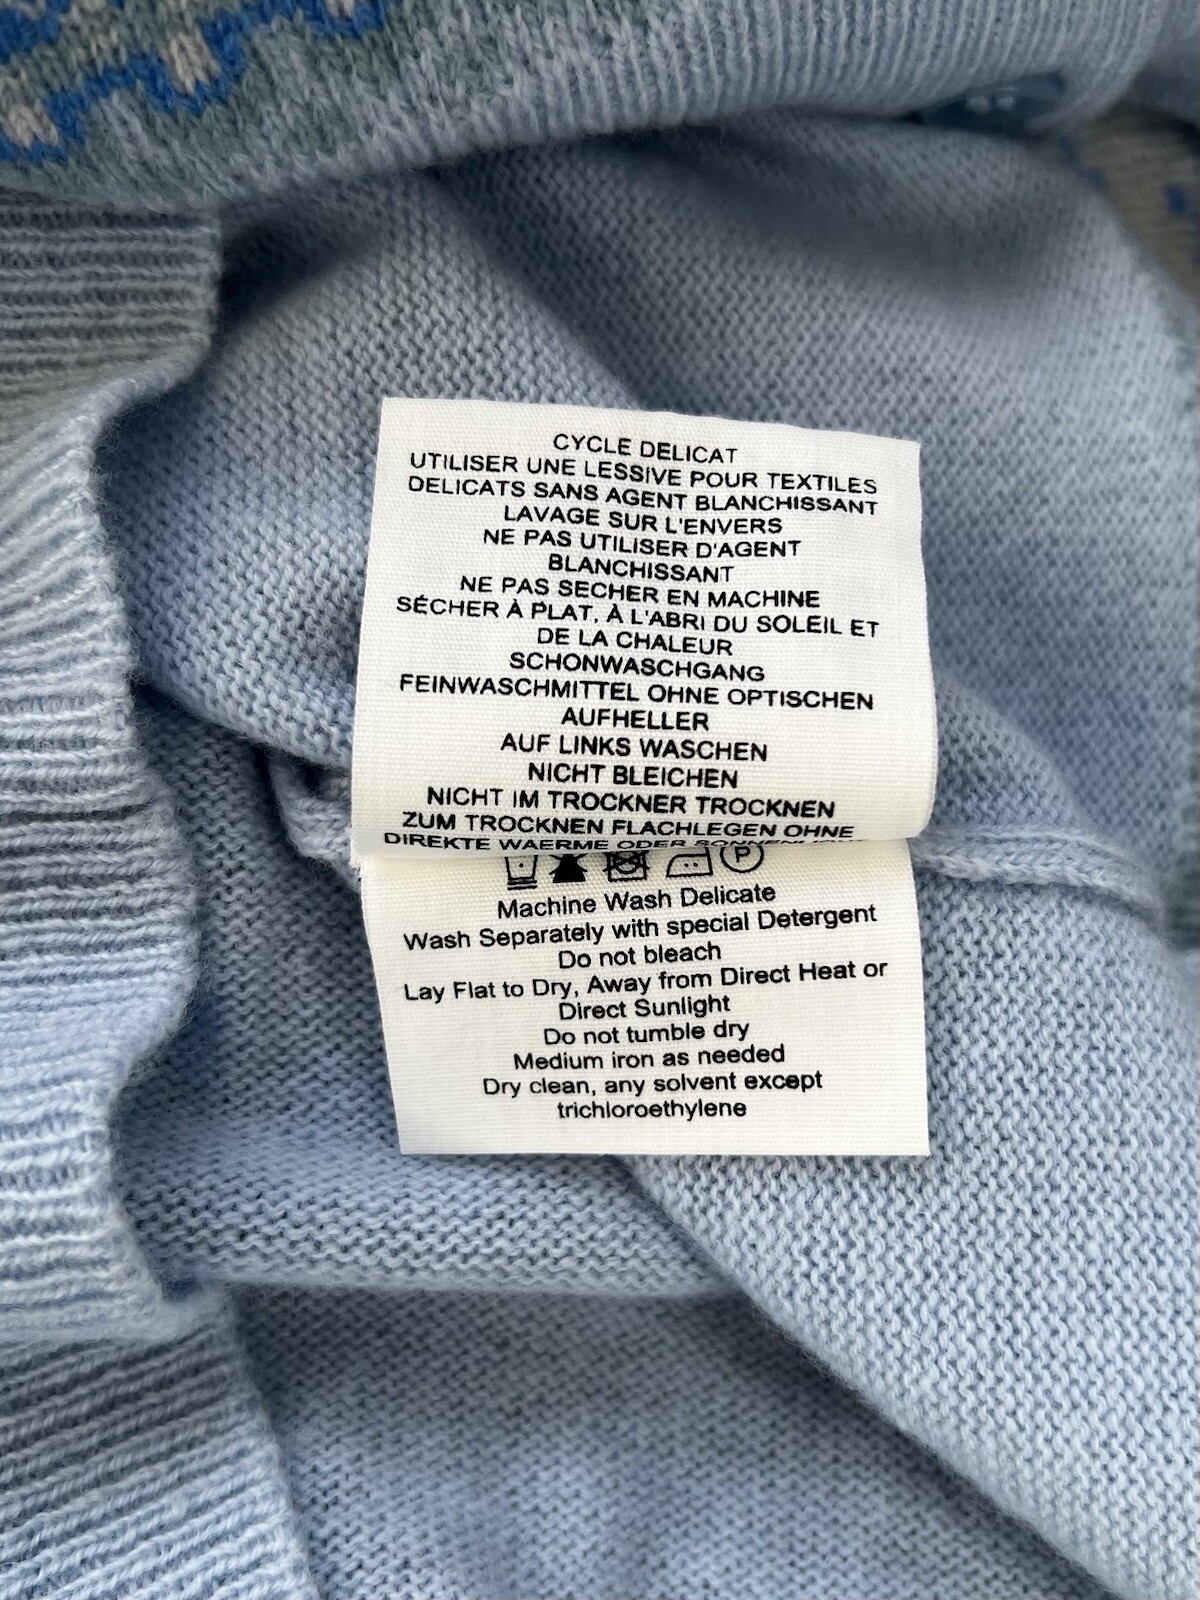 CYCLE DELICAT
UTILISER UNE LESSIVE POUR TEXTILES
DELICATS SANS AGENT BLANCHISSANT
LAVAGE SUR L'ENVERS
NE PAS UTILISER D'AGENT
BLANCHISSANT
NE PAS SECHER EN MACHINE
SÉCHER À PLAT, À L'ABRI DU SOLEIL ET
DE LA CHALEUR
SCHONWASCHGANG
FEINWASCHMITTEL OHNE OPTISCHEN
AUFHELLER
AUF LINKS WASCHEN
NICHT BLEICHEN
NICHT IM TROCKNER TROCKNEN
ZUM TROCKNEN FLACHLEGEN OHNE
DIREKTE WAERME ODER
P
Machine Wash Delicate
Wash Separately with special Detergent
Do not bleach
Lay Flat to Dry, Away from Direct Heat or
Direct Sunlight
Do not tumble dry
Medium iron as needed
Dry clean, any solvent except
trichloroethylene